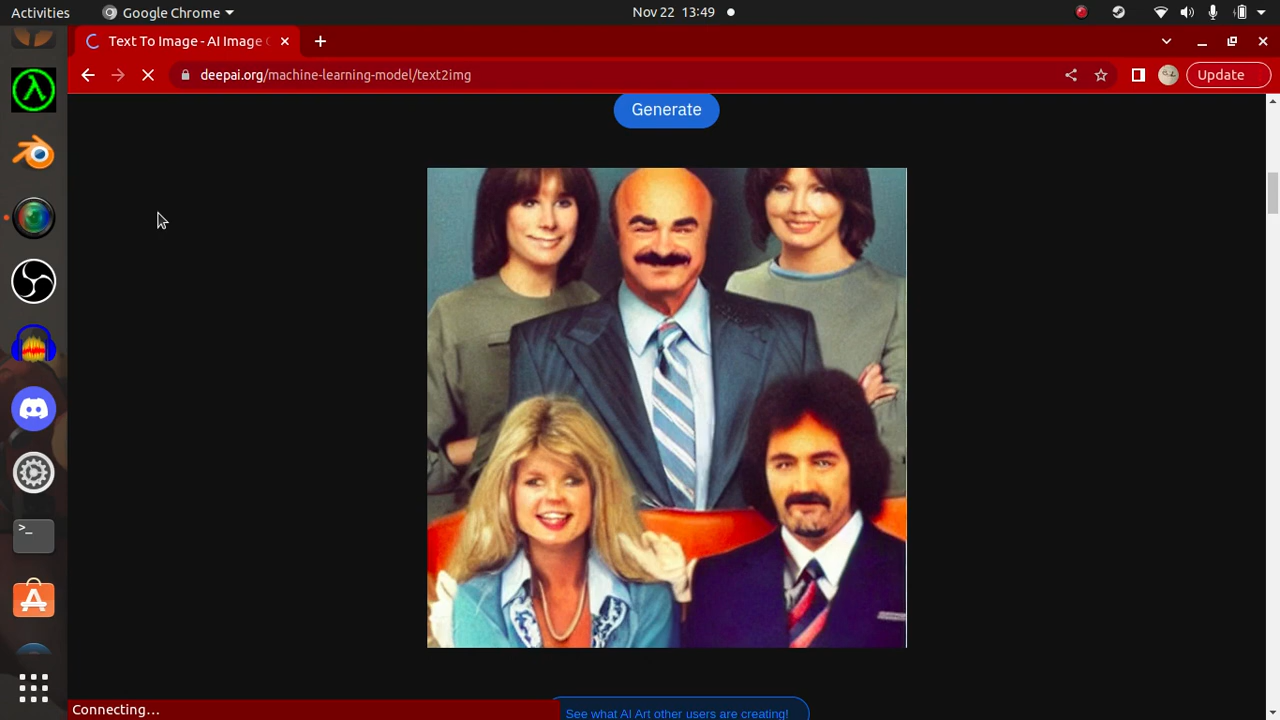 Activities
Google Chrome
Nov 22 13:49
Text To Image - AI Image
deepai.org/machine-learning-model/text2img
Update
Generate
>_
See what AI Art other users are creating!
Connecting...